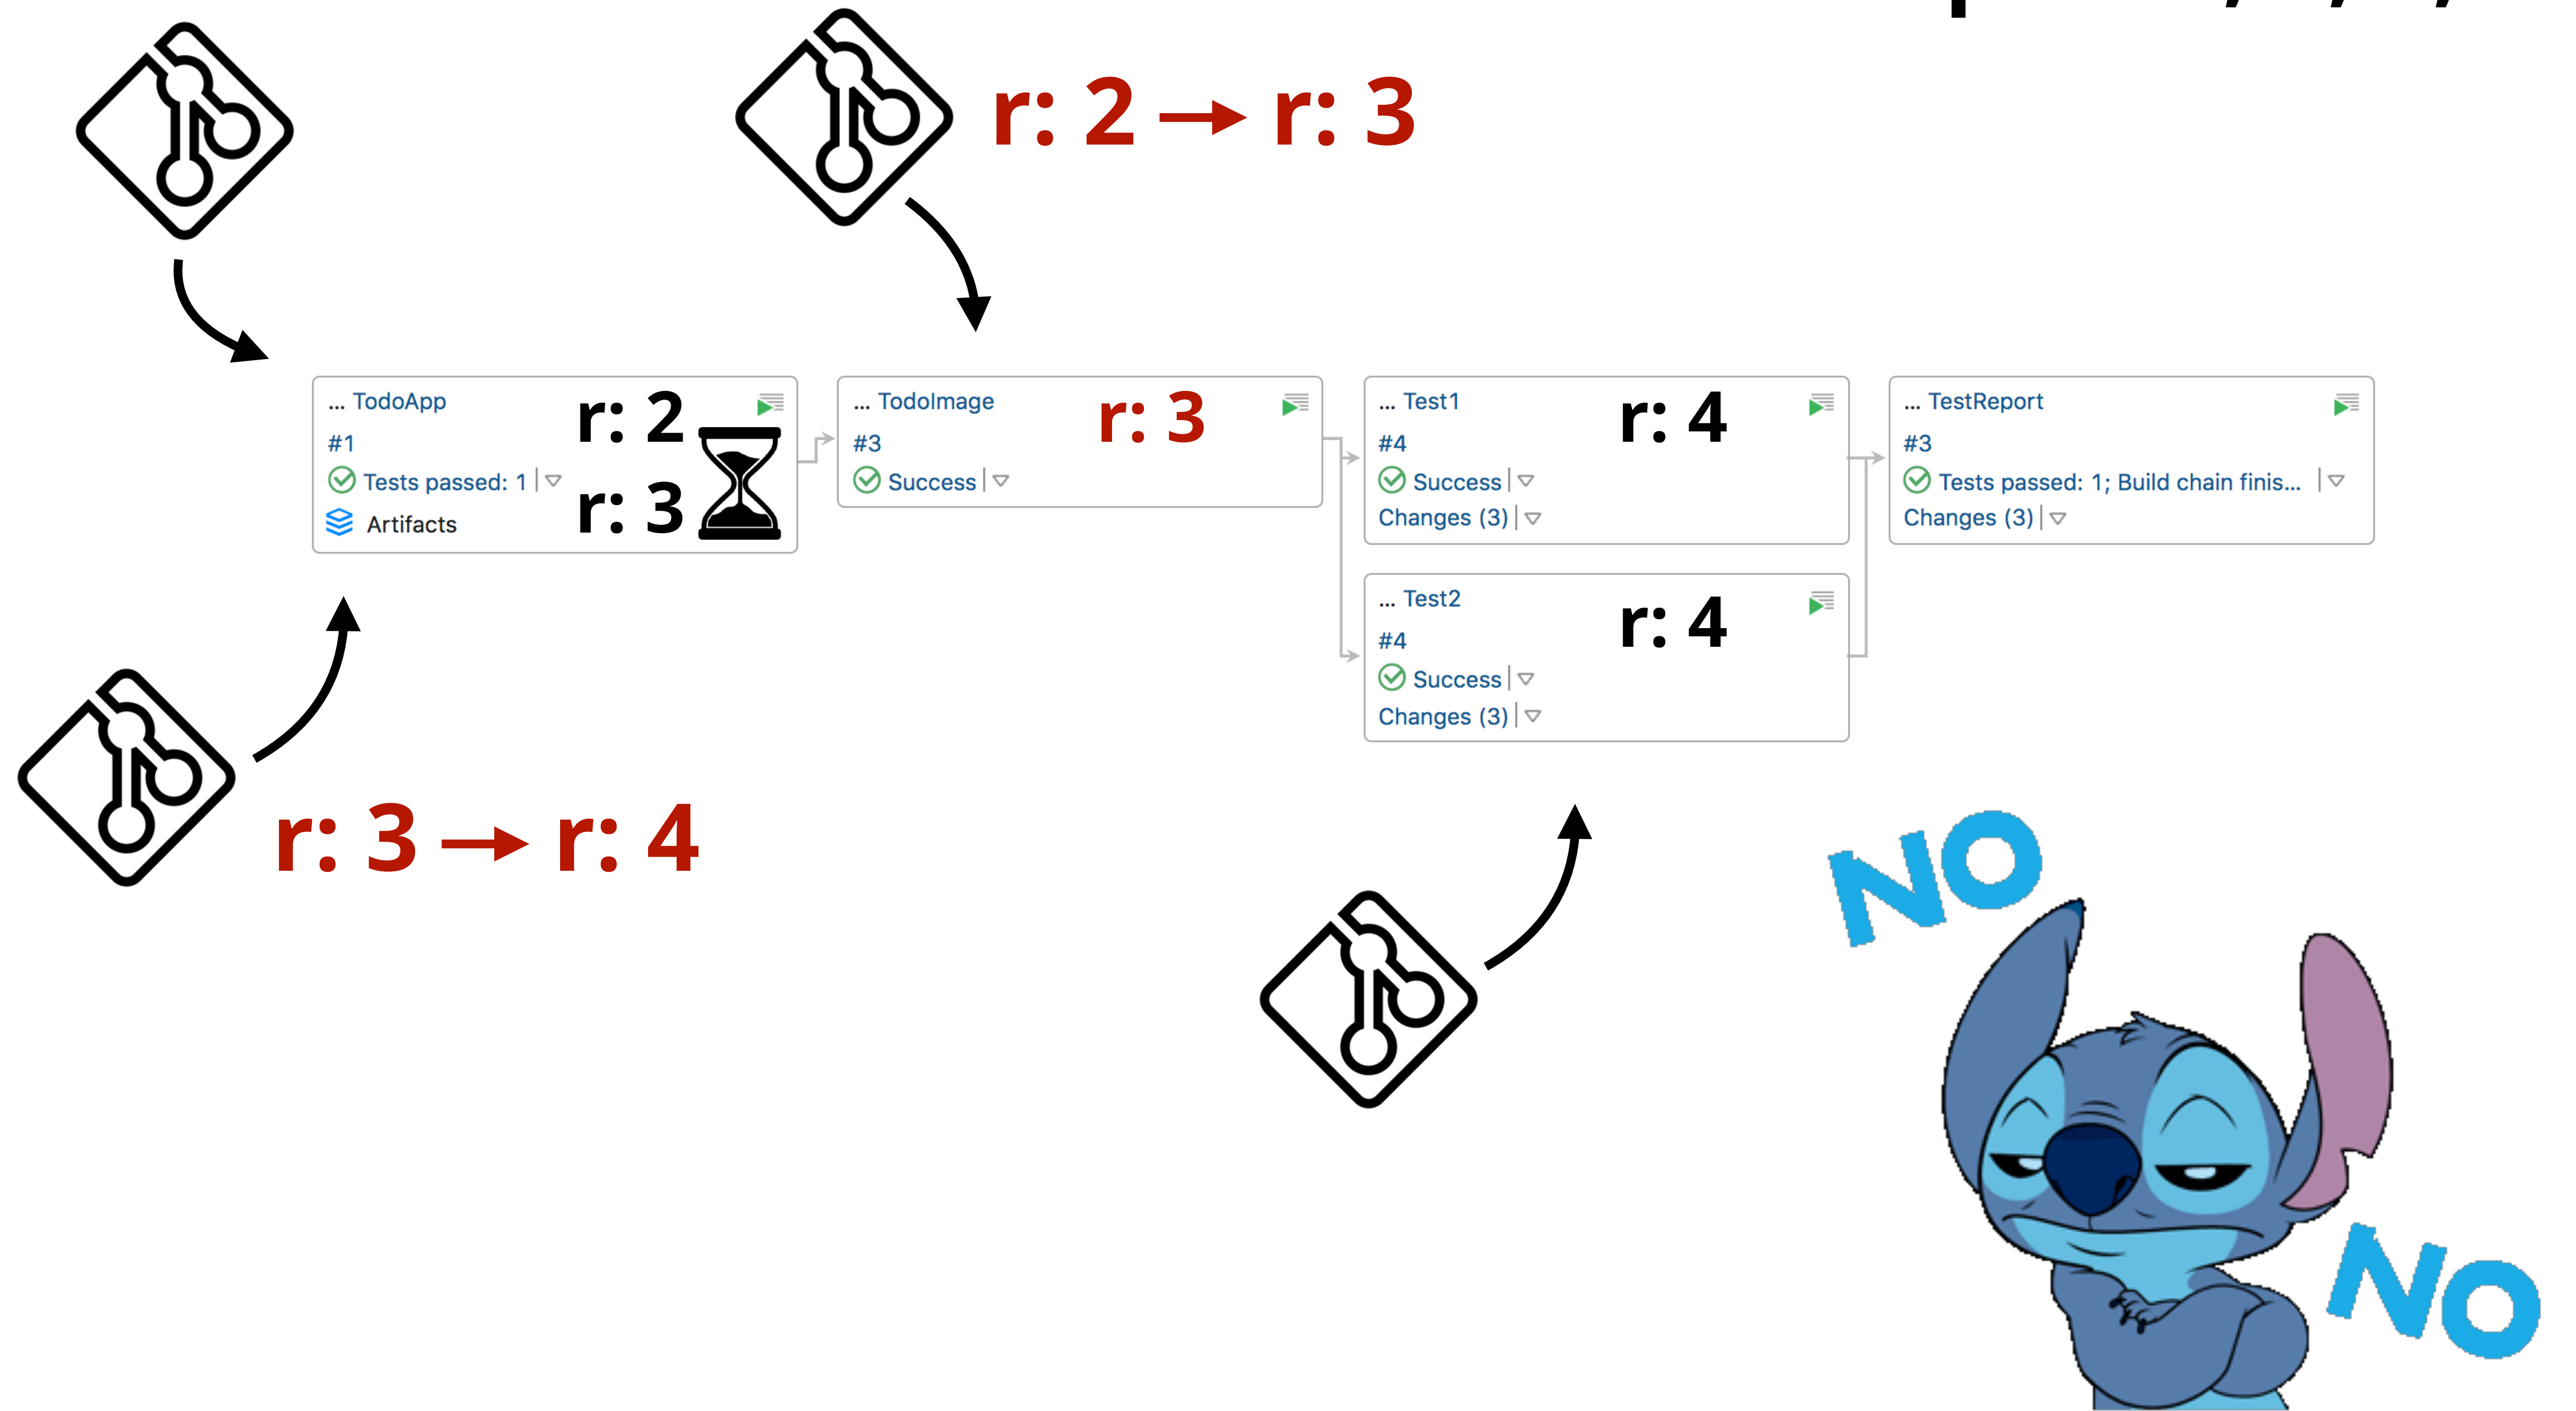 r: 2 → r: 3
... TodoApp
r: 2
#1
Tests passed: 1
r: 3
Artifacts
... TodoImage
r: 3
#3
Success
... Test1
r: 4
#4
Success
Changes (3)
... TestReport
#3
Tests passed: 1; Build chain finis...
Changes (3)
... Test2
r: 4
#4
Success
Changes (3)
r: 3 → r: 4
NO
NO